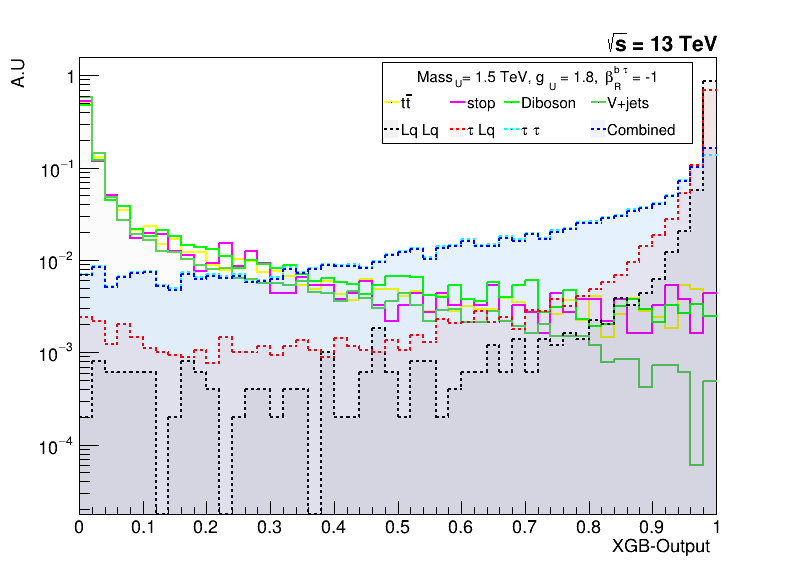 √s = 13 TeV
A.U
Mass_U = 1.5 TeV, g_U = 1.8, β_R^{b τ} = -1
tt̄ stop Diboson V+jets
Lq Lq τ Lq τ τ Combined
1
10⁻¹
10⁻²
10⁻³
10⁻⁴
0 0.1 0.2 0.3 0.4 0.5 0.6 0.7 0.8 0.9 1
XGB-Output